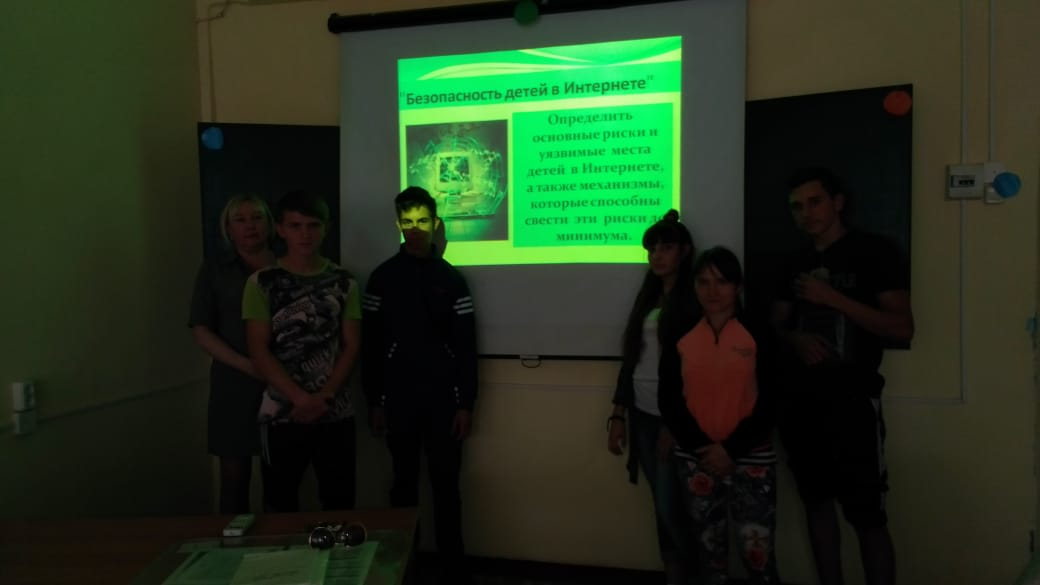 "Безопасность детей в Интернете"
Определить
основные риски и
уязвимые места
детей в Интернете,
а также механизмы,
которые способны
свести эти риски до
минимума.